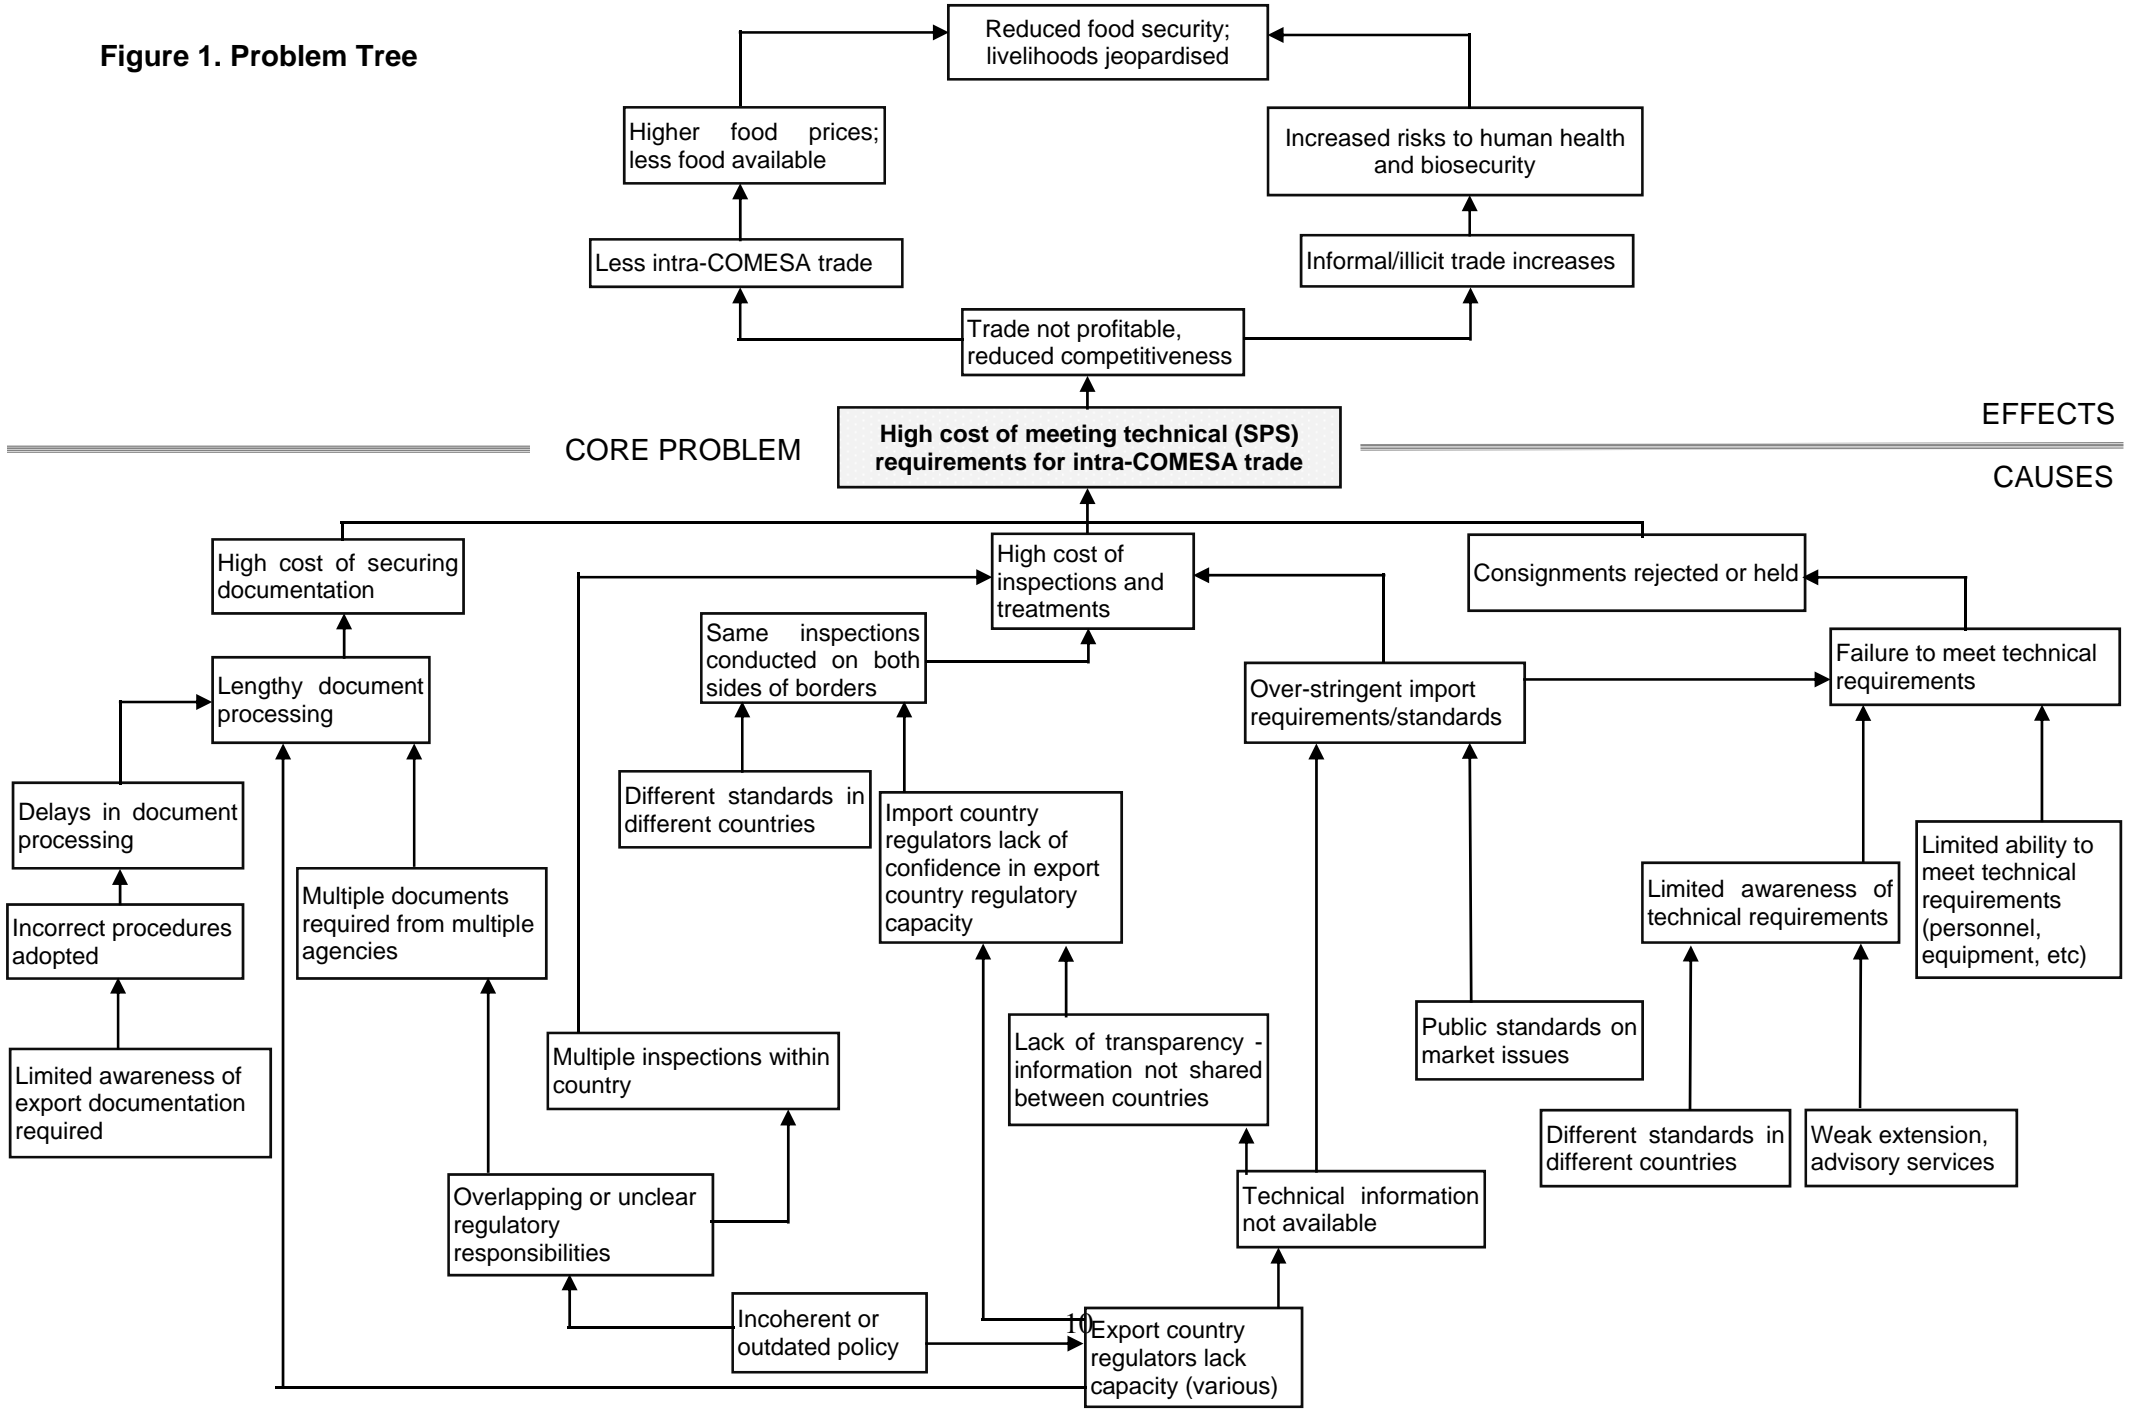 Figure 1. Problem Tree
Reduced food security;
livelihoods jeopardised
Higher food prices;
less food available
Increased risks to human health
and biosecurity
Less intra-COMESA trade
Informal/illicit trade increases
Trade not profitable,
reduced competitiveness
EFFECTS
CORE PROBLEM
High cost of meeting technical (SPS)
requirements for intra-COMESA trade
CAUSES
High cost of securing
documentation
High cost of
inspections and
treatments
Consignments rejected or held
Same inspections
conducted on both
sides of borders
Failure to meet technical
requirements
Lengthy document
processing
Over-stringent import
requirements/standards
Delays in document
processing
Different standards in
different countries
Import country
regulators lack of
confidence in export
country regulatory
capacity
Limited ability to
meet technical
requirements
(personnel,
equipment, etc)
Multiple documents
required from multiple
agencies
Limited awareness of
technical requirements
Incorrect procedures
adopted
Public standards on
market issues
Lack of transparency -
information not shared
between countries
Multiple inspections within
country
Limited awareness of
export documentation
required
Different standards in
different countries
Weak extension,
advisory services
Overlapping or unclear
regulatory
responsibilities
Technical information
not available
Incoherent or
outdated policy
10
Export country
regulators lack
capacity (various)